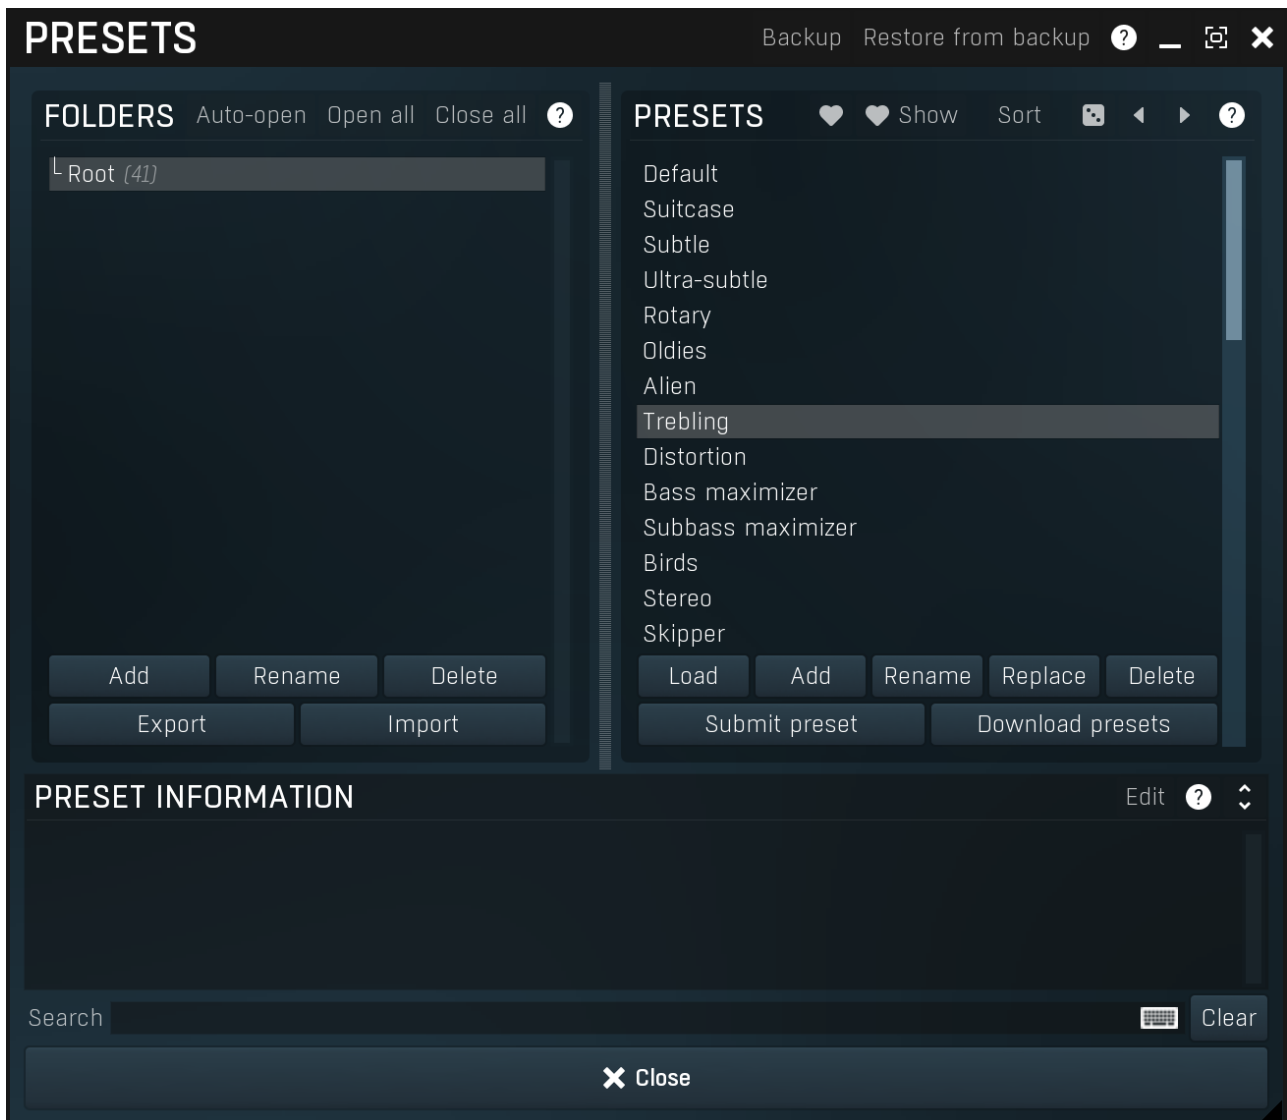 PRESETS Backup Restore from backup ?
FOLDERS Auto-open Open all Close all ?
Root (41)
Add Rename Delete
Export Import
PRESETS Show Sort ?
Default
Suitcase
Subtle
Ultra-subtle
Rotary
Oldies
Alien
Trebling
Distortion
Bass maximizer
Subbass maximizer
Birds
Stereo
Skipper
Load Add Rename Replace Delete
Submit preset Download presets
PRESET INFORMATION Edit ?
Search Clear
Close